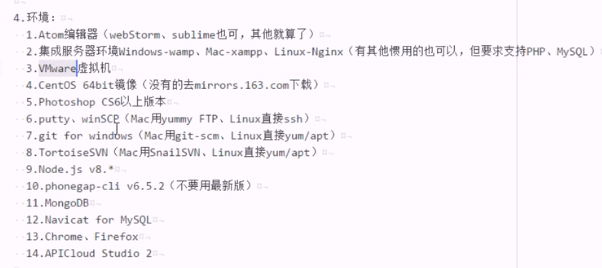 4.环境：
1.Atom编辑器（webStorm、sublime也可，其他就算了）
2.集成服务器环境Windows-wamp、Mac-xampp、Linux-Nginx（有其他惯用的也可以，但要求支持PHP、MySQL）
3.VMware虚拟机
4.CentOS 64bit镜像（没有的去mirrors.163.com下载）
5.Photoshop CS6以上版本
6.putty、winSCP（Mac用yummy FTP、Linux直接ssh）
7.git for windows（Mac用git-scm、Linux直接yum/apt）
8.TortoiseSVN（Mac用SnailSVN、Linux直接yum/apt）
9.Node.js v8.*
10.phonegap-cli v6.5.2（不要用最新版）
11.MongoDB
12.Navicat for MySQL
13.Chrome、Firefox
14.APICloud Studio 2